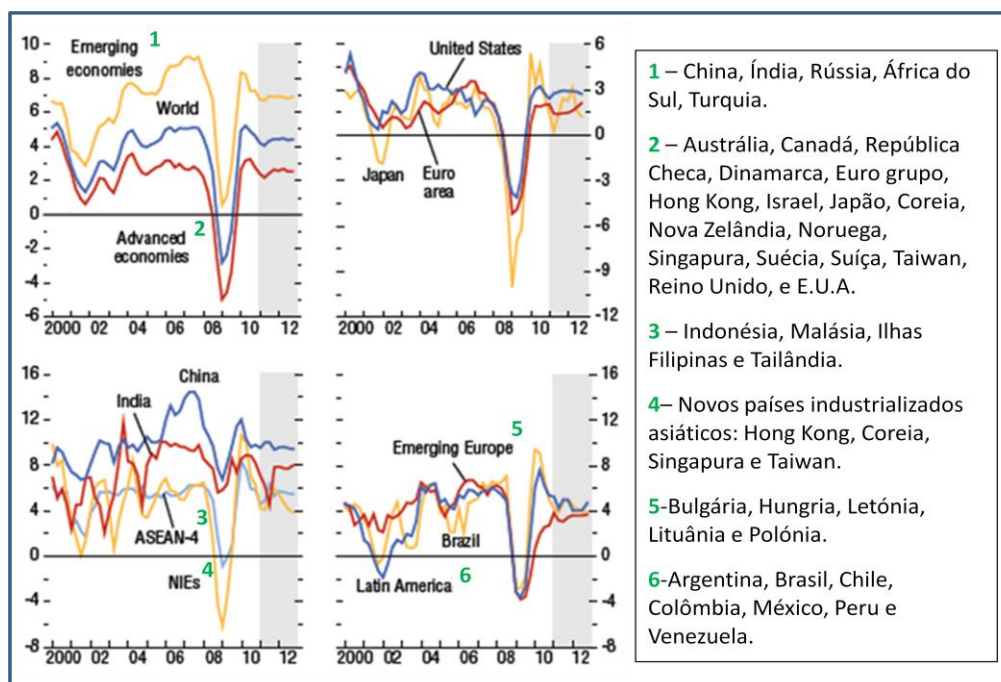 10
8
6
4
2
0
-2
-4
-6
Emerging
economies
1
World
2
Advanced
economies
2000 02 04 06 08 10 12
6
3
0
-3
-6
-9
-12
United States
Japan
Euro
area
2000 02 04 06 08 10 12
16
12
8
4
0
-4
-8
China
India
3
ASEAN-4
4
NIEs
2000 02 04 06 08 10 12
16
12
8
4
0
-4
-8
5
Emerging Europe
Brazil
Latin America 6
2000 02 04 06 08 10 12
1 – China, Índia, Rússia, África do
Sul, Turquia.
2 – Austrália, Canadá, República
Checa, Dinamarca, Euro grupo,
Hong Kong, Israel, Japão, Coreia,
Nova Zelândia, Noruega,
Singapura, Suécia, Suíça, Taiwan,
Reino Unido, e E.U.A.
3 – Indonésia, Malásia, Ilhas
Filipinas e Tailândia.
4– Novos países industrializados
asiáticos: Hong Kong, Coreia,
Singapura e Taiwan.
5-Bulgária, Hungria, Letónia,
Lituânia e Polónia.
6-Argentina, Brasil, Chile,
Colômbia, México, Peru e
Venezuela.